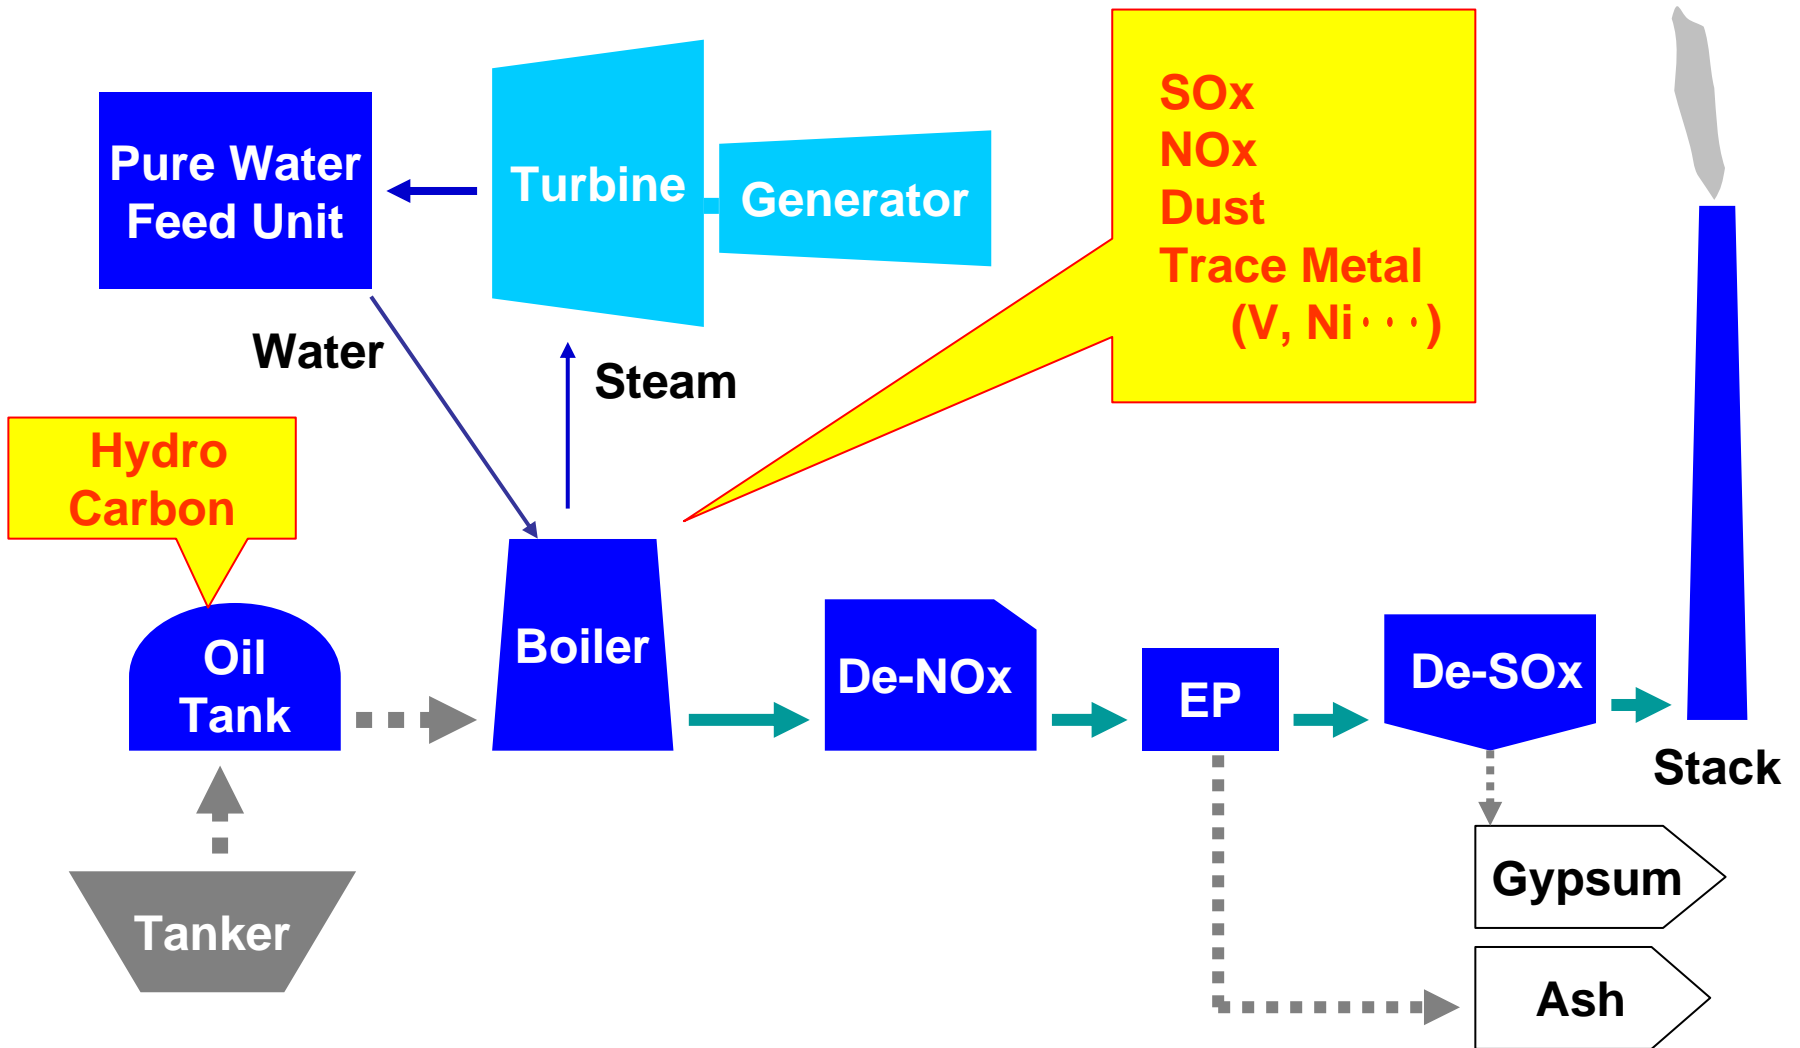 Pure Water
Feed Unit
Turbine
Generator
SOx
NOx
Dust
Trace Metal
(V, Ni・・・)
Water
Steam
Hydro
Carbon
Oil
Tank
Boiler
De-NOx
EP
De-SOx
Stack
Tanker
Gypsum
Ash